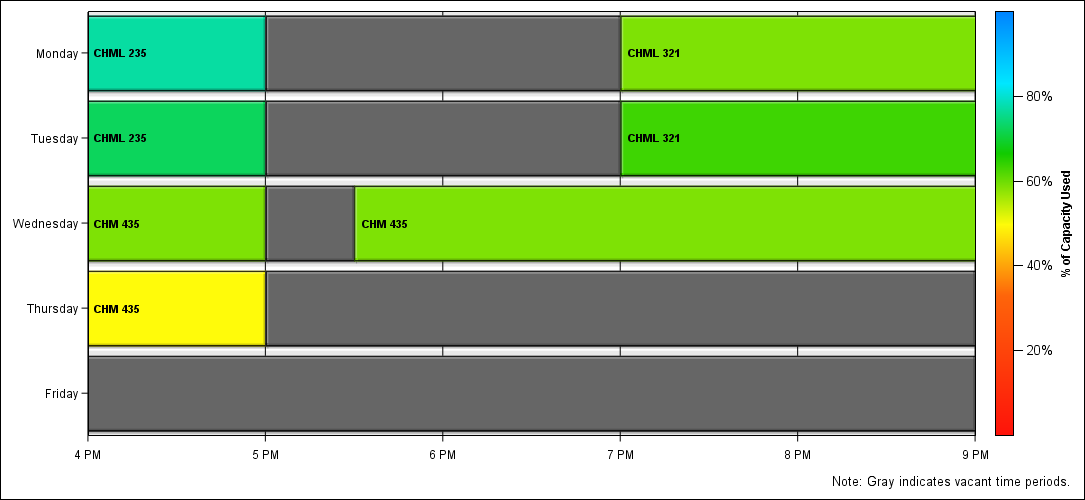 Monday
CHML 235
CHML 321
Tuesday
CHML 235
CHML 321
Wednesday
CHM 435
CHM 435
Thursday
CHM 435
Friday
4 PM
5 PM
6 PM
7 PM
8 PM
9 PM
80%
60%
40%
20%
% of Capacity Used
Note: Gray indicates vacant time periods.